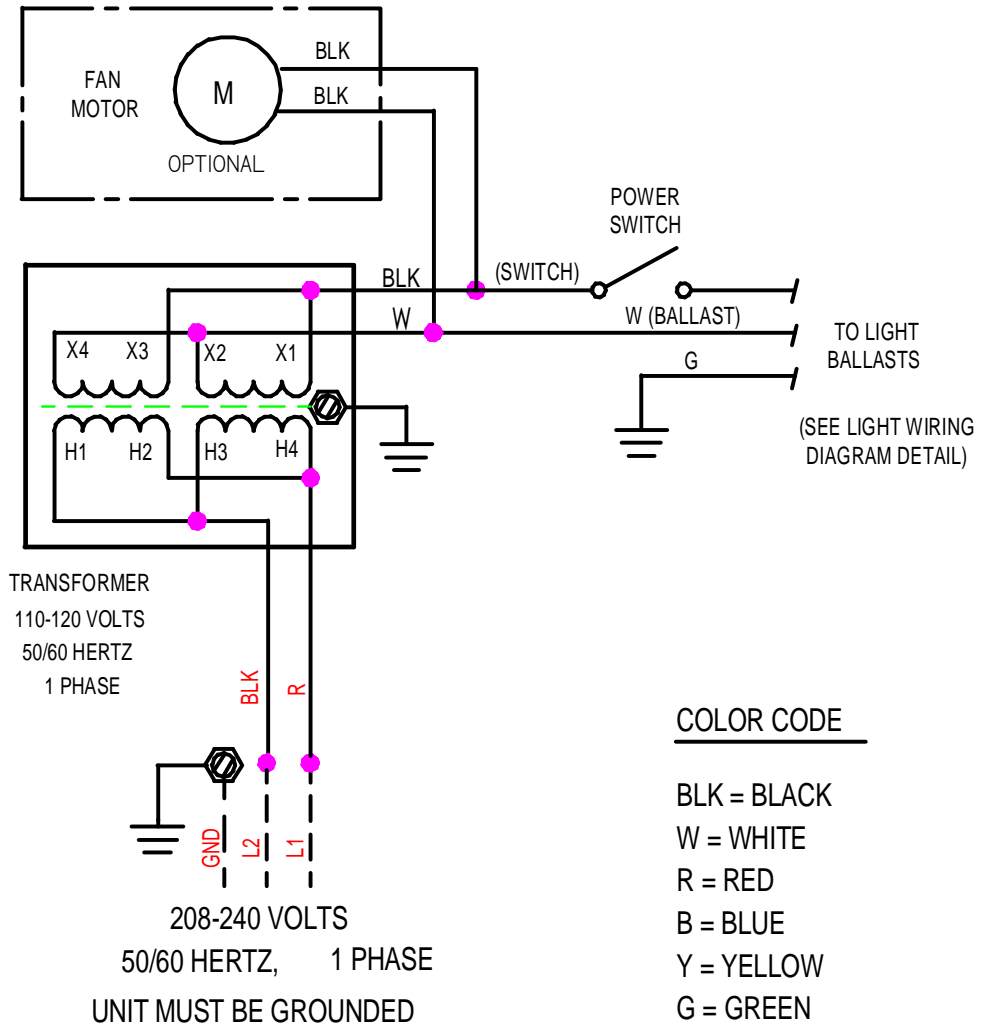 BLK
FAN
MOTOR
M
BLK
OPTIONAL
POWER
SWITCH
BLK
(SWITCH)
W
W (BALLAST)
TO LIGHT
BALLASTS
X4 X3 X2 X1
G
(SEE LIGHT WIRING
DIAGRAM DETAIL)
H1 H2 H3 H4
TRANSFORMER
110-120 VOLTS
50/60 HERTZ
1 PHASE
BLK
R
GND
L2
L1
208-240 VOLTS
50/60 HERTZ, 1 PHASE
UNIT MUST BE GROUNDED
COLOR CODE
BLK = BLACK
W = WHITE
R = RED
B = BLUE
Y = YELLOW
G = GREEN